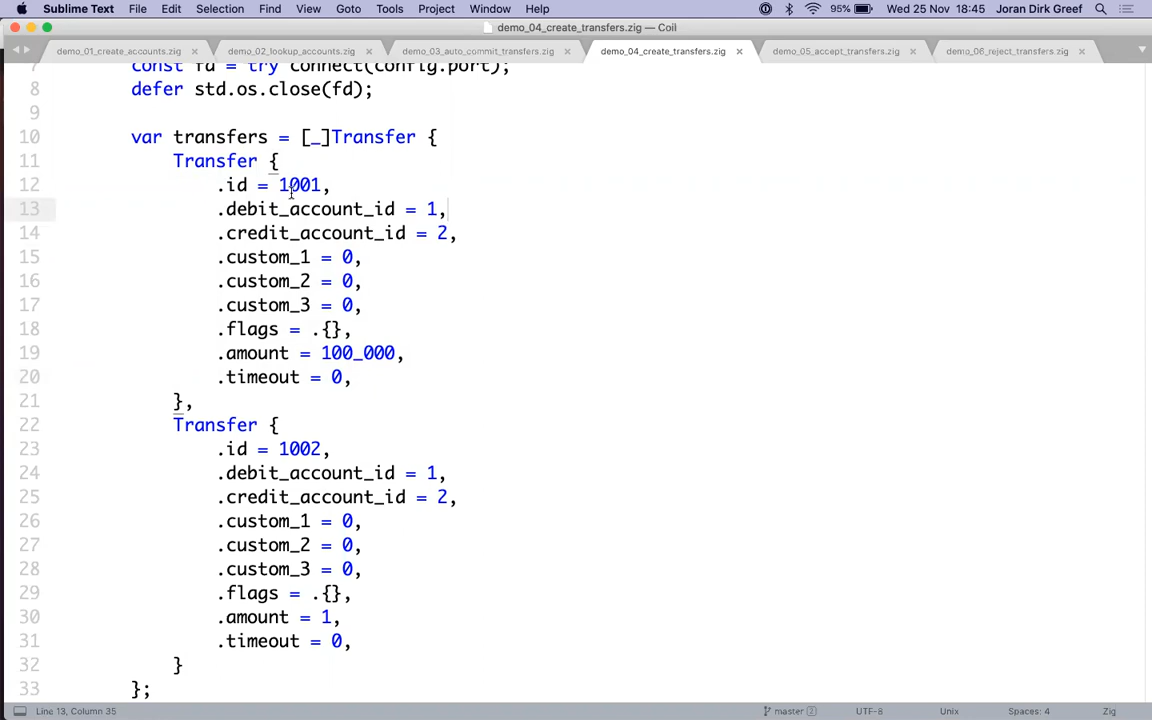 Sublime Text File Edit Selection Find View Goto Tools Project Window Help 95% Wed 25 Nov 18:45 Joran Dirk Greef
demo_04_create_transfers.zig — Coil
demo_01_create_accounts.zig × demo_02_lookup_accounts.zig × demo_03_auto_commit_transfers.zig × demo_04_create_transfers.zig × demo_05_accept_transfers.zig × demo_06_reject_transfers.zig ×
7 const fd = try connect(config.port);
8 defer std.os.close(fd);
9
10 var transfers = [_]Transfer {
11 Transfer {
12 .id = 1001,
13 .debit_account_id = 1,
14 .credit_account_id = 2,
15 .custom_1 = 0,
16 .custom_2 = 0,
17 .custom_3 = 0,
18 .flags = .{},
19 .amount = 100_000,
20 .timeout = 0,
21 },
22 Transfer {
23 .id = 1002,
24 .debit_account_id = 1,
25 .credit_account_id = 2,
26 .custom_1 = 0,
27 .custom_2 = 0,
28 .custom_3 = 0,
29 .flags = .{},
30 .amount = 1,
31 .timeout = 0,
32 }
33 };
Line 13, Column 35 master 2 UTF-8 Unix Spaces: 4 Zig